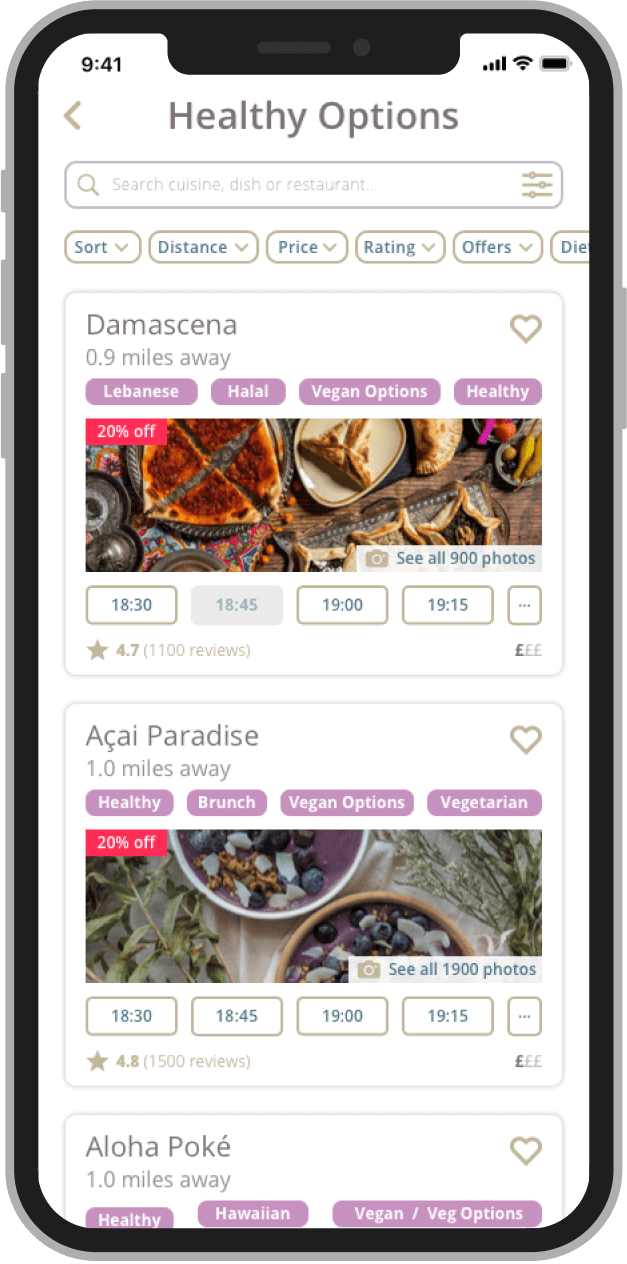 9:41
Healthy Options
Search cuisine, dish or restaurant...
Sort Distance Price Rating Offers Die
Damascena
0.9 miles away
Lebanese Halal Vegan Options Healthy
20% off
See all 900 photos
18:30 18:45 19:00 19:15 ...
4.7 (1100 reviews) £££
Açai Paradise
1.0 miles away
Healthy Brunch Vegan Options Vegetarian
20% off
See all 1900 photos
18:30 18:45 19:00 19:15 ...
4.8 (1500 reviews) £££
Aloha Poké
1.0 miles away
Healthy Hawaiian Vegan / Veg Options